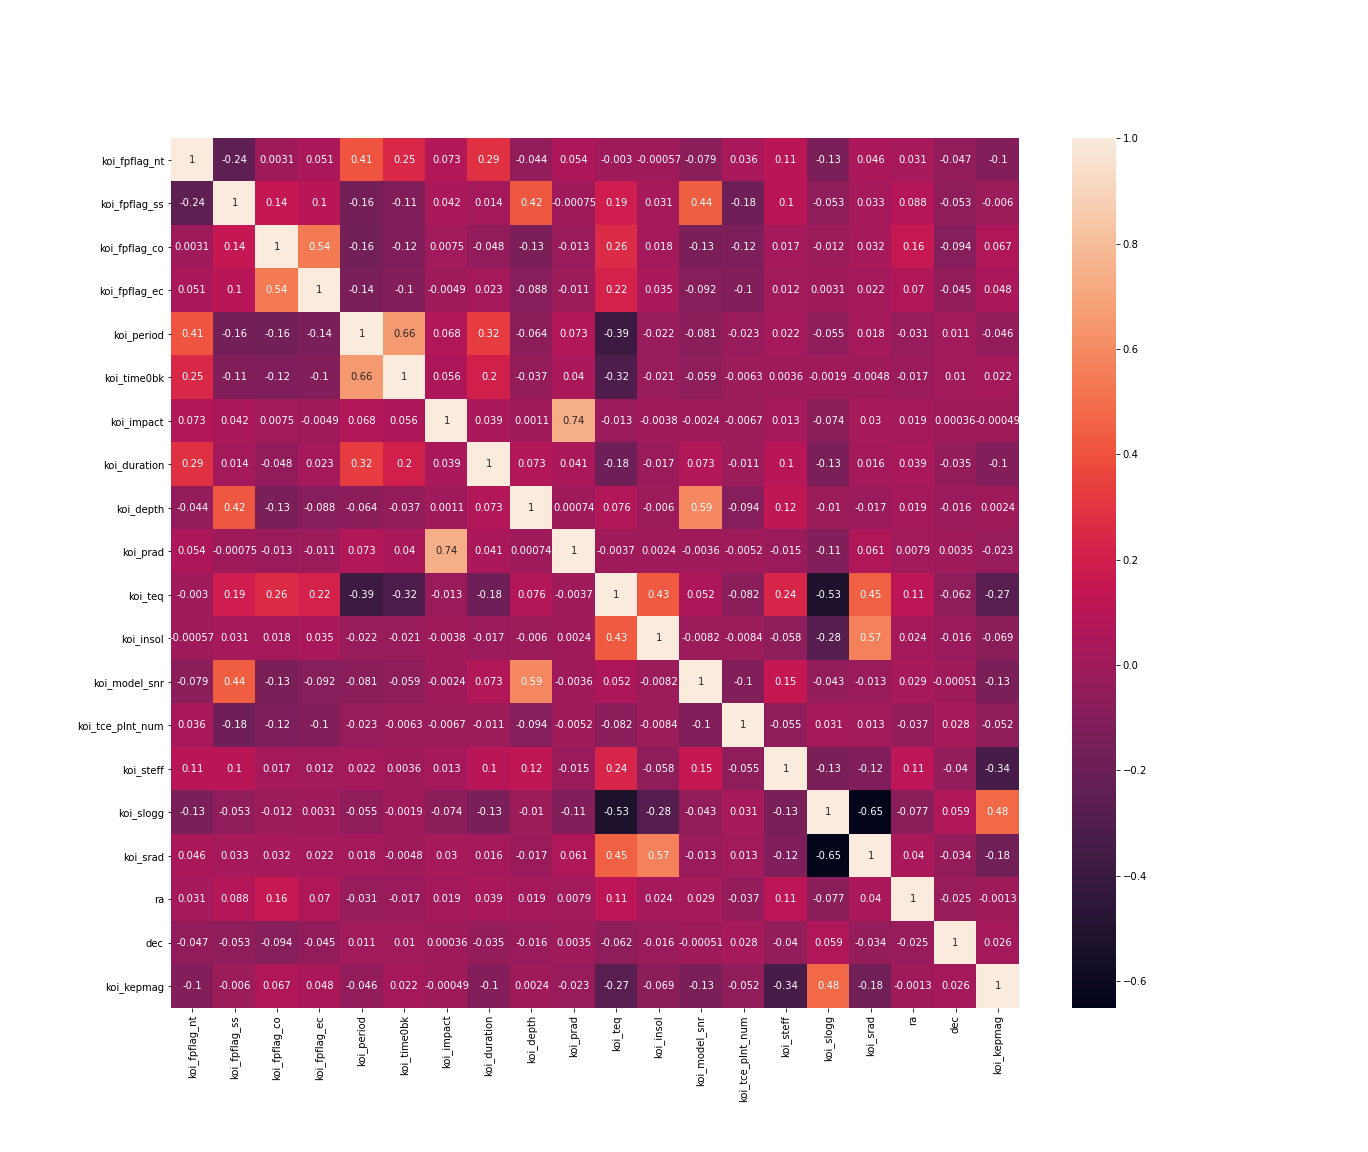 koi_fpflag_nt 1 -0.24 0.0031 0.051 0.41 0.25 0.073 0.29 -0.044 0.054 -0.003 -0.00057 -0.079 0.036 0.11 -0.13 0.046 0.031 -0.047 -0.1 1.0
koi_fpflag_ss -0.24 1 0.14 0.1 -0.16 -0.11 0.042 0.014 0.42 -0.00075 0.19 0.031 0.44 -0.18 0.1 -0.053 0.033 0.088 -0.053 -0.006
koi_fpflag_co 0.0031 0.14 1 0.54 -0.16 -0.12 0.0075 -0.048 -0.13 -0.013 0.26 0.018 -0.13 -0.12 0.017 -0.012 0.032 0.16 -0.094 0.067 0.8
koi_fpflag_ec 0.051 0.1 0.54 1 -0.14 -0.1 -0.0049 0.023 -0.088 -0.011 0.22 0.035 -0.092 -0.1 0.012 0.0031 0.022 0.07 -0.045 0.048
koi_period 0.41 -0.16 -0.16 -0.14 1 0.66 0.068 0.32 -0.064 0.073 -0.39 -0.022 -0.081 -0.023 0.022 -0.055 0.018 -0.031 0.011 -0.046 0.6
koi_time0bk 0.25 -0.11 -0.12 -0.1 0.66 1 0.056 0.2 -0.037 0.04 -0.32 -0.021 -0.059 -0.0063 0.0036 -0.0019 -0.0048 -0.017 0.01 0.022
koi_impact 0.073 0.042 0.0075 -0.0049 0.068 0.056 1 0.039 0.0011 0.74 -0.013 -0.0038 -0.0024 -0.0067 0.013 -0.074 0.03 0.019 0.00036 -0.00049
koi_duration 0.29 0.014 -0.048 0.023 0.32 0.2 0.039 1 0.073 0.041 -0.18 -0.017 0.073 -0.011 0.1 -0.13 0.016 0.039 -0.035 -0.1 0.4
koi_depth -0.044 0.42 -0.13 -0.088 -0.064 -0.037 0.0011 0.073 1 0.00074 0.076 -0.006 0.59 -0.094 0.12 -0.01 -0.017 0.019 -0.016 0.0024
koi_prad 0.054 -0.00075 -0.013 -0.011 0.073 0.04 0.74 0.041 0.00074 1 -0.0037 0.0024 -0.0036 -0.0052 -0.015 -0.11 0.061 0.0079 0.0035 -0.023 0.2
koi_teq -0.003 0.19 0.26 0.22 -0.39 -0.32 -0.013 -0.18 0.076 -0.0037 1 0.43 0.052 -0.082 0.24 -0.53 0.45 0.11 -0.062 -0.27
koi_insol -0.00057 0.031 0.018 0.035 -0.022 -0.021 -0.0038 -0.017 -0.006 0.0024 0.43 1 -0.0082 -0.0084 -0.058 -0.28 0.57 0.024 -0.016 -0.069
koi_model_snr -0.079 0.44 -0.13 -0.092 -0.081 -0.059 -0.0024 0.073 0.59 -0.0036 0.052 -0.0082 1 -0.1 0.15 -0.043 -0.013 0.029 -0.00051 -0.13 0.0
koi_tce_plnt_num 0.036 -0.18 -0.12 -0.1 -0.023 -0.0063 -0.0067 -0.011 -0.094 -0.0052 -0.082 -0.0084 -0.1 1 -0.055 0.031 0.013 -0.037 0.028 -0.052
koi_steff 0.11 0.1 0.017 0.012 0.022 0.0036 0.013 0.1 0.12 -0.015 0.24 -0.058 0.15 -0.055 1 -0.13 -0.12 0.11 -0.04 -0.34 −0.2
koi_slogg -0.13 -0.053 -0.012 0.0031 -0.055 -0.0019 -0.074 -0.13 -0.01 -0.11 -0.53 -0.28 -0.043 0.031 -0.13 1 -0.65 -0.077 0.059 0.48
koi_srad 0.046 0.033 0.032 0.022 0.018 -0.0048 0.03 0.016 -0.017 0.061 0.45 0.57 -0.013 0.013 -0.12 -0.65 1 0.04 -0.034 -0.18 −0.4
ra 0.031 0.088 0.16 0.07 -0.031 -0.017 0.019 0.039 0.019 0.0079 0.11 0.024 0.029 -0.037 0.11 -0.077 0.04 1 -0.025 -0.0013
dec -0.047 -0.053 -0.094 -0.045 0.011 0.01 0.00036 -0.035 -0.016 0.0035 -0.062 -0.016 -0.00051 0.028 -0.04 0.059 -0.034 -0.025 1 0.026
koi_kepmag -0.1 -0.006 0.067 0.048 -0.046 0.022 -0.00049 -0.1 0.0024 -0.023 -0.27 -0.069 -0.13 -0.052 -0.34 0.48 -0.18 -0.0013 0.026 1 −0.6
koi_fpflag_nt koi_fpflag_ss koi_fpflag_co koi_fpflag_ec koi_period koi_time0bk koi_impact koi_duration koi_depth koi_prad koi_teq koi_insol koi_model_snr koi_tce_plnt_num koi_steff koi_slogg koi_srad ra dec koi_kepmag